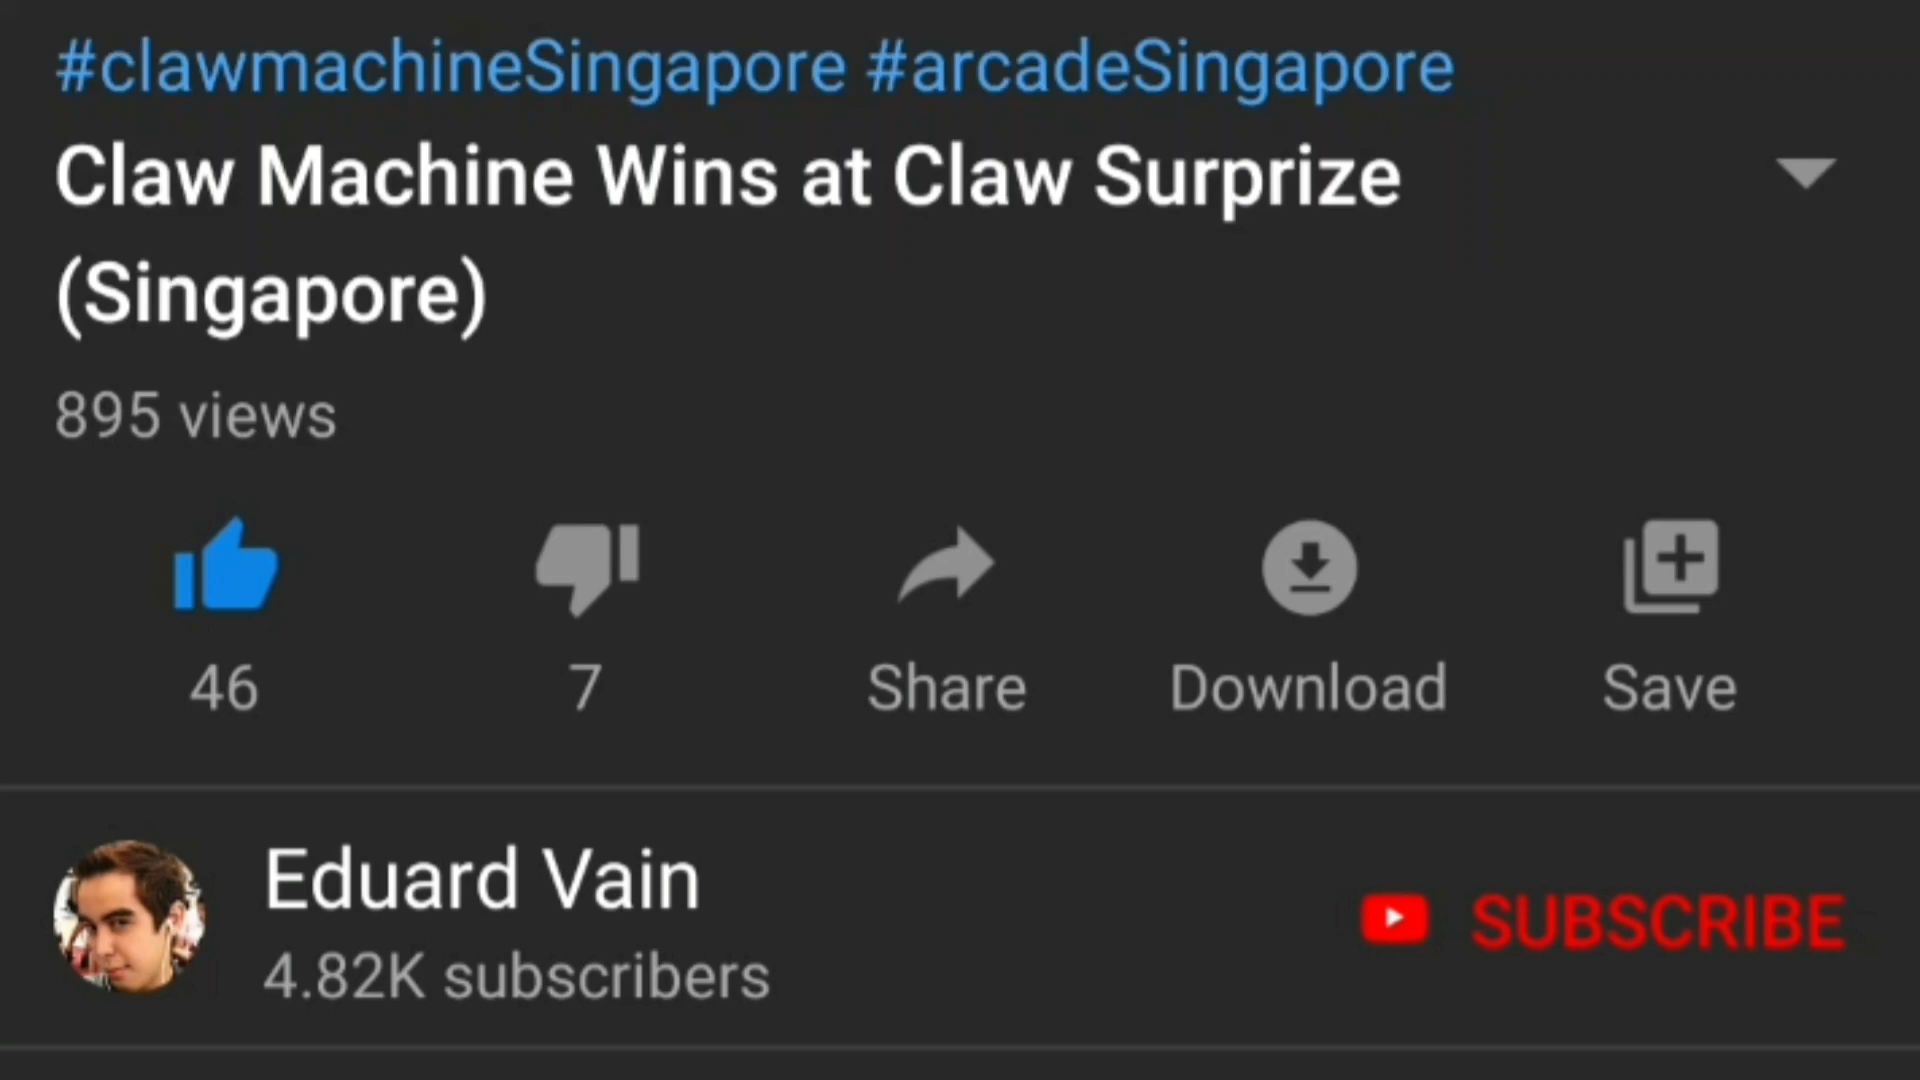 #clawmachineSingapore #arcadeSingapore
Claw Machine Wins at Claw Surprize
(Singapore)
895 views
46 7 Share Download Save
Eduard Vain
4.82K subscribers
SUBSCRIBE